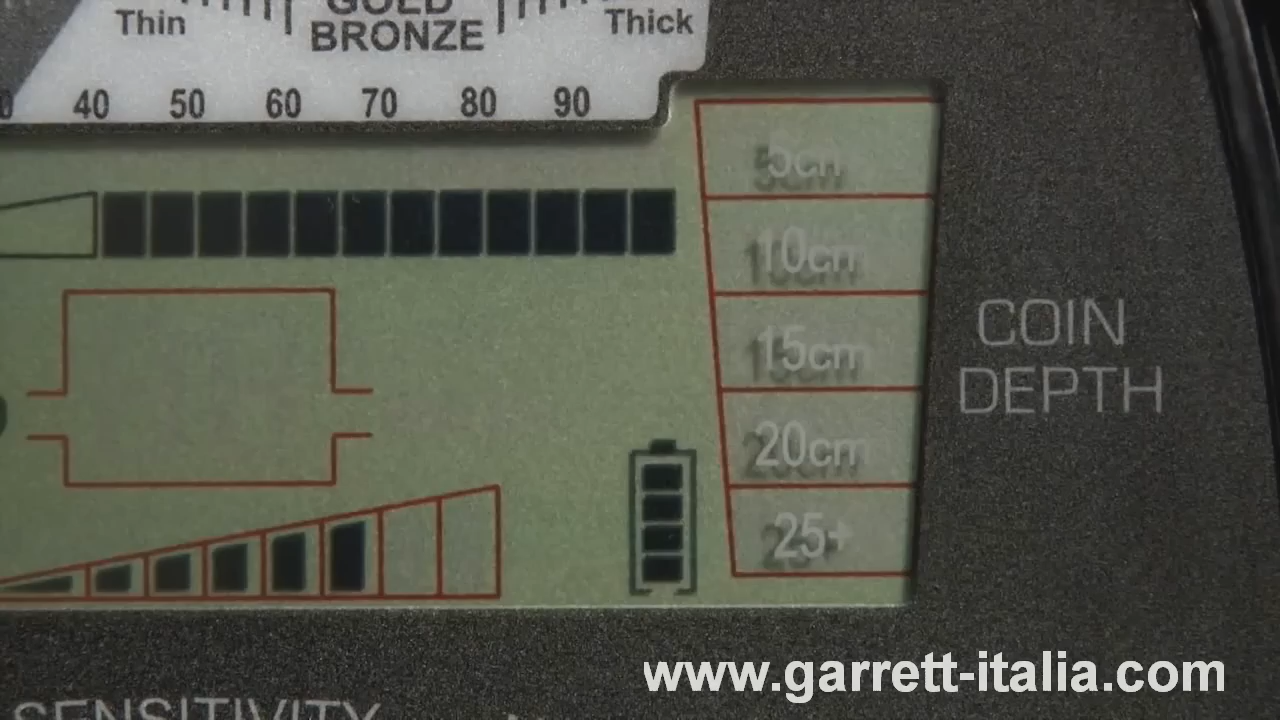 GOLD
Thin
Thick
BRONZE
40 50 60 70 80 90
5cm
10cm
15cm
20cm
25+
COIN
DEPTH
www.garrett-italia.com
SENSITIVITY